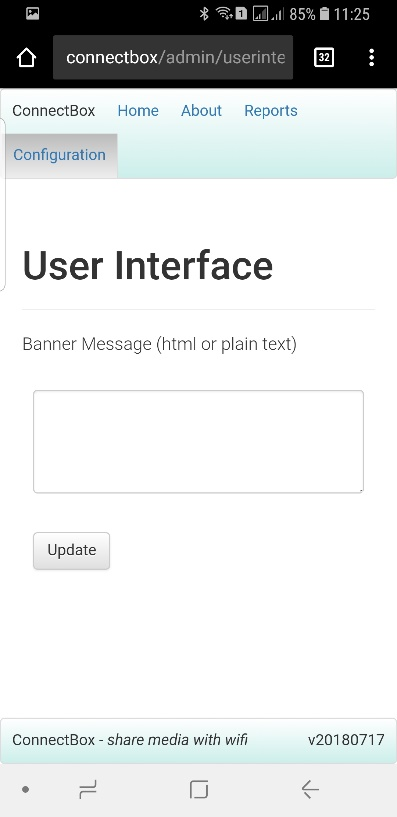 1 85% 11:25
connectbox/admin/userinte 32
ConnectBox Home About Reports
Configuration
User Interface
Banner Message (html or plain text)
Update
ConnectBox - share media with wifi v20180717